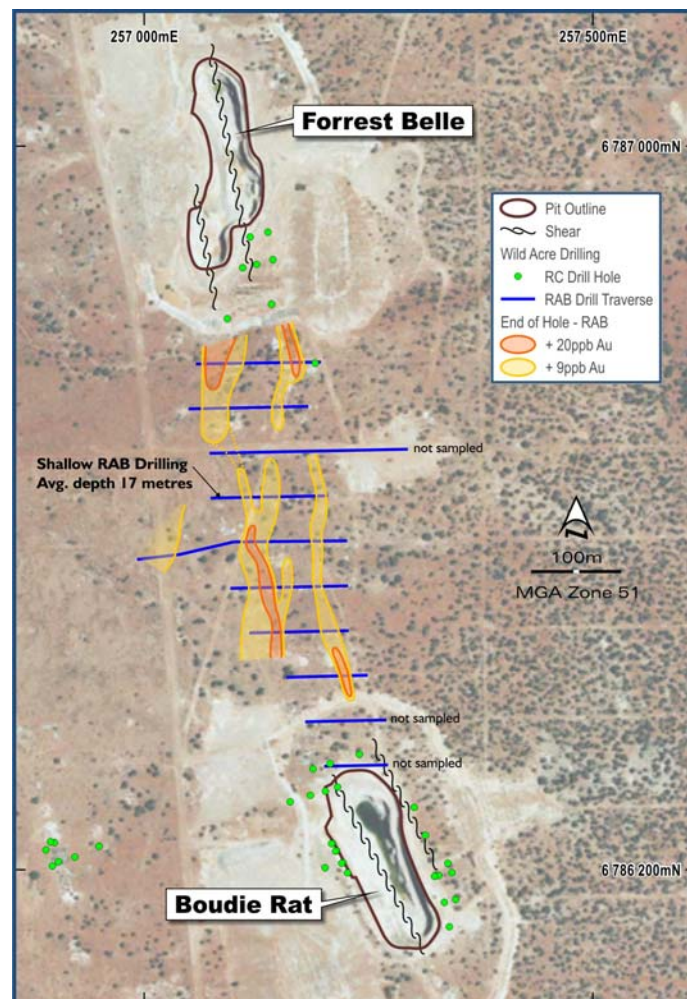 257 000mE
257 500mE
Forrest Belle
6 787 000mN
Pit Outline
Shear
Wild Acre Drilling
RC Drill Hole
RAB Drill Traverse
End of Hole - RAB
+ 20ppb Au
+ 9ppb Au
not sampled
Shallow RAB Drilling
Avg. depth 17 metres
N
100m
MGA Zone 51
not sampled
not sampled
6 786 200mN
Boudie Rat